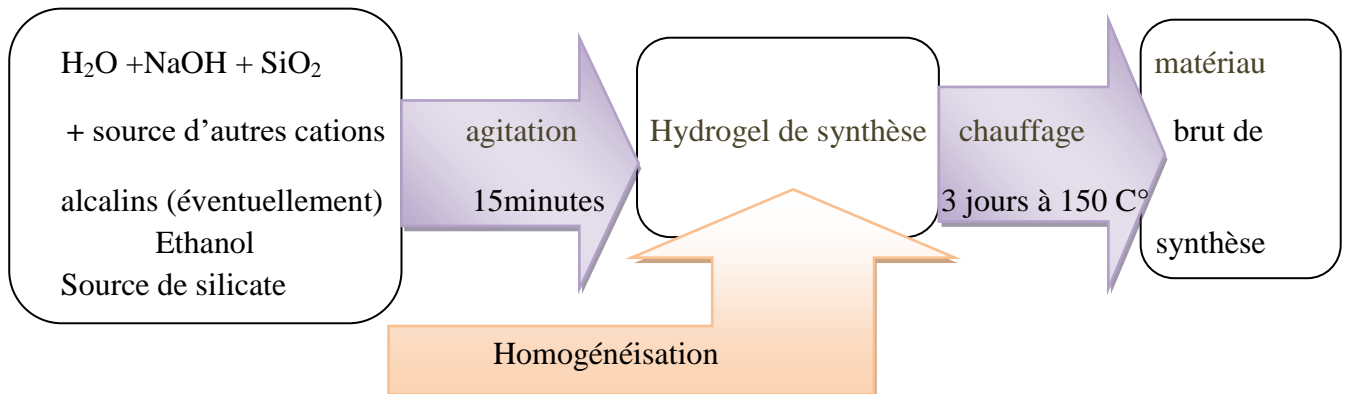 H₂O +NaOH + SiO₂
+ source d'autres cations
alcalins (éventuellement)
Ethanol
Source de silicate
agitation
15minutes
Hydrogel de synthèse
chauffage
3 jours à 150 C°
matériau
brut de
synthèse
Homogénéisation